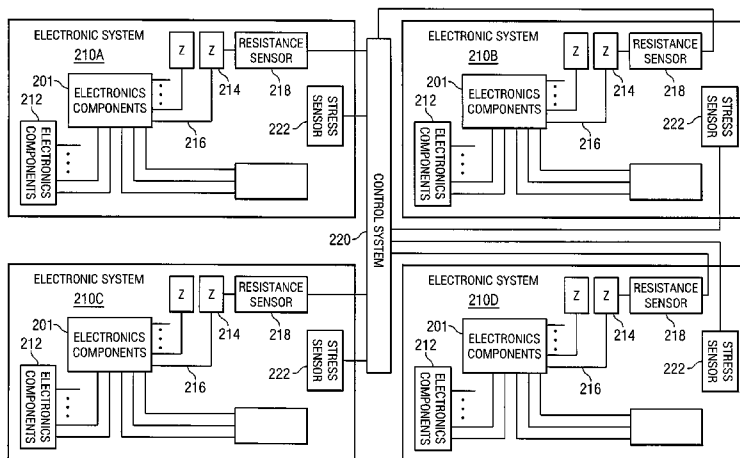 ELECTRONIC SYSTEM
210A
201
ELECTRONICS
COMPONENTS
212
ELECTRONICS
COMPONENTS
Z
Z
214
RESISTANCE
SENSOR
218
216
222
STRESS
SENSOR
ELECTRONIC SYSTEM
210B
201
ELECTRONICS
COMPONENTS
212
ELECTRONICS
COMPONENTS
Z
Z
214
RESISTANCE
SENSOR
218
216
222
STRESS
SENSOR
220
CONTROL SYSTEM
ELECTRONIC SYSTEM
210C
201
ELECTRONICS
COMPONENTS
212
ELECTRONICS
COMPONENTS
Z
Z
214
RESISTANCE
SENSOR
218
216
222
STRESS
SENSOR
ELECTRONIC SYSTEM
210D
201
ELECTRONICS
COMPONENTS
212
ELECTRONICS
COMPONENTS
Z
Z
214
RESISTANCE
SENSOR
218
216
222
STRESS
SENSOR